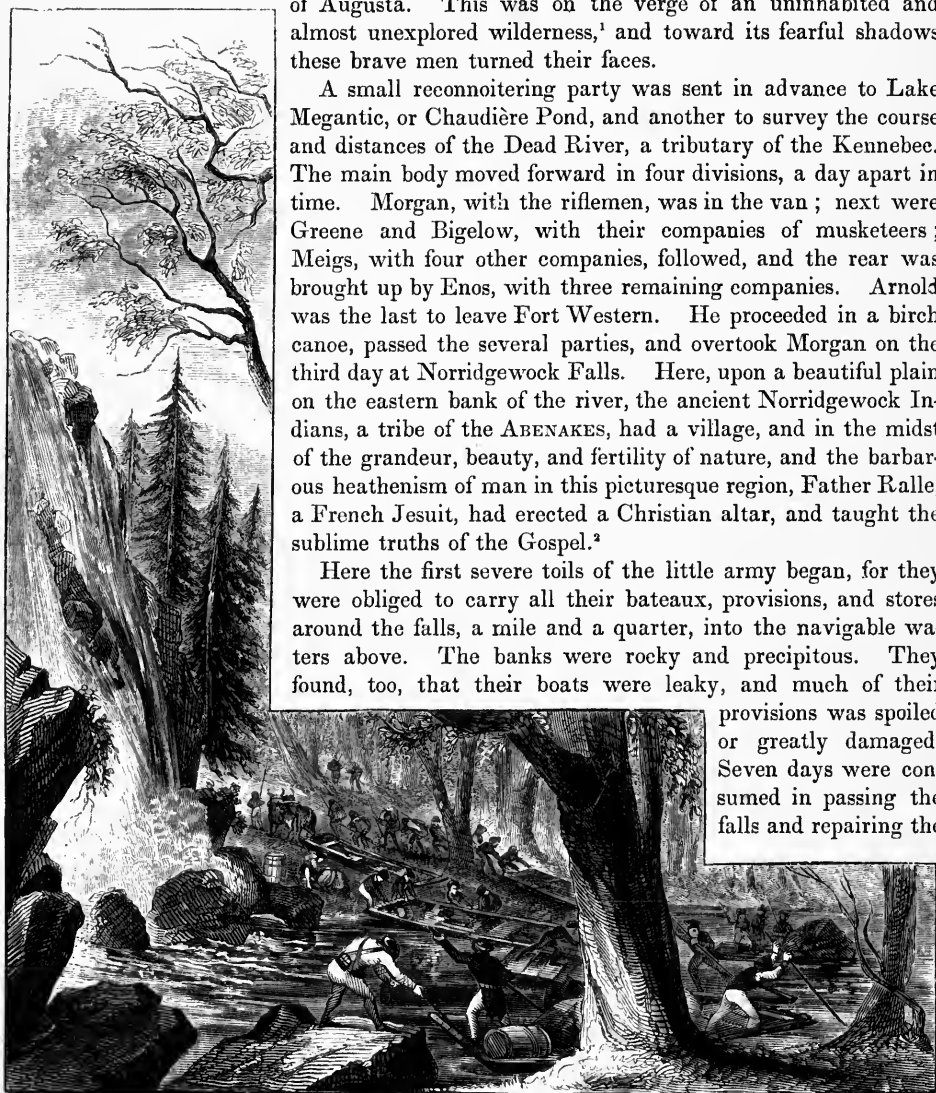 of Augusta. This was on the verge of an uninhabited and
almost unexplored wilderness,¹ and toward its fearful shadows
these brave men turned their faces.
A small reconnoitering party was sent in advance to Lake
Megantic, or Chaudière Pond, and another to survey the course
and distances of the Dead River, a tributary of the Kennebec.
The main body moved forward in four divisions, a day apart in
time. Morgan, with the riflemen, was in the van ; next were
Greene and Bigelow, with their companies of musketeers ;
Meigs, with four other companies, followed, and the rear was
brought up by Enos, with three remaining companies. Arnold
was the last to leave Fort Western. He proceeded in a birch
canoe, passed the several parties, and overtook Morgan on the
third day at Norridgewock Falls. Here, upon a beautiful plain
on the eastern bank of the river, the ancient Norridgewock In-
dians, a tribe of the ABENAKES, had a village, and in the midst
of the grandeur, beauty, and fertility of nature, and the barbar-
ous heathenism of man in this picturesque region, Father Ralle,
a French Jesuit, had erected a Christian altar, and taught the
sublime truths of the Gospel.²
Here the first severe toils of the little army began, for they
were obliged to carry all their bateaux, provisions, and stores
around the falls, a mile and a quarter, into the navigable wa
ters above. The banks were rocky and precipitous. They
found, too, that their boats were leaky, and much of their
provisions was spoiled
or greatly damaged
Seven days were con
sumed in passing the
falls and repairing the